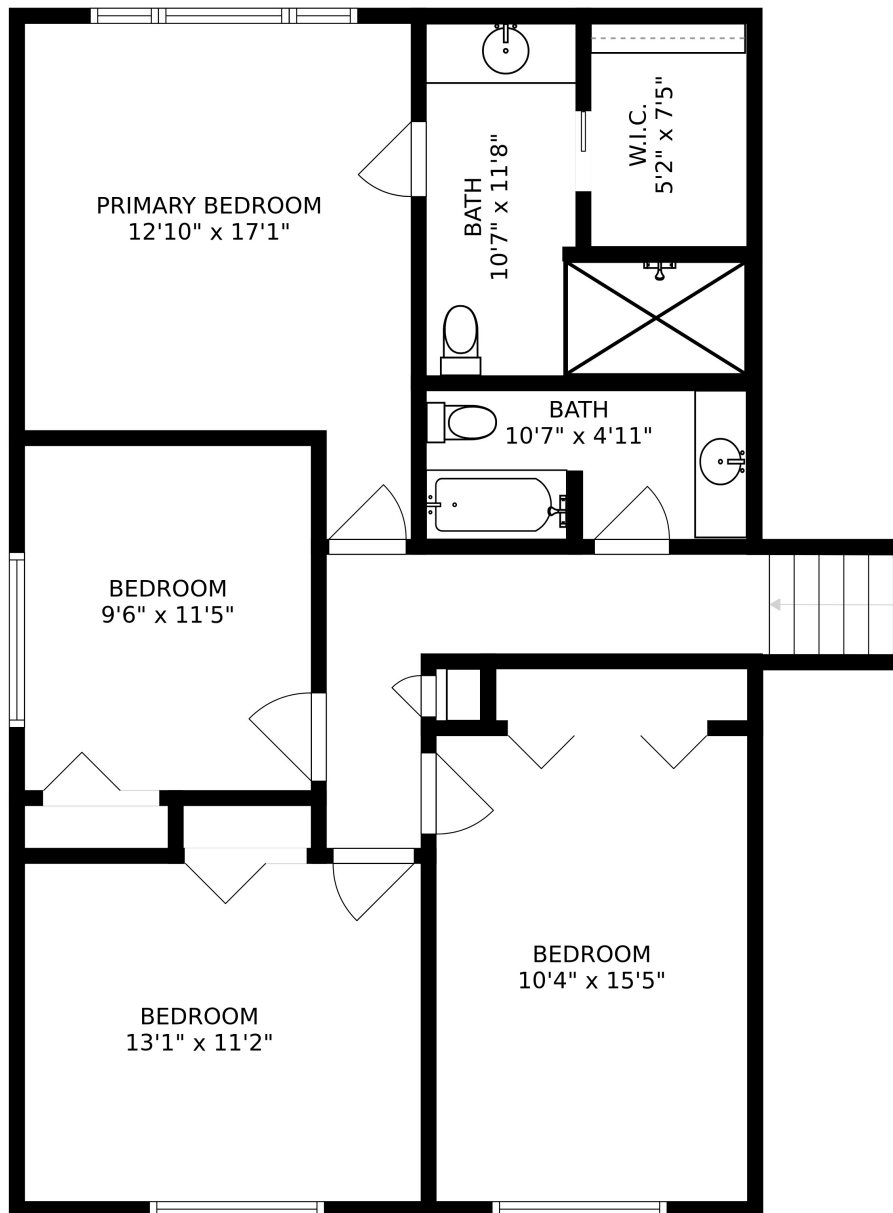 PRIMARY BEDROOM
12'10" x 17'1"
BATH
10'7" x 11'8"
W.I.C.
5'2" x 7'5"
BATH
10'7" x 4'11"
BEDROOM
9'6" x 11'5"
BEDROOM
10'4" x 15'5"
BEDROOM
13'1" x 11'2"